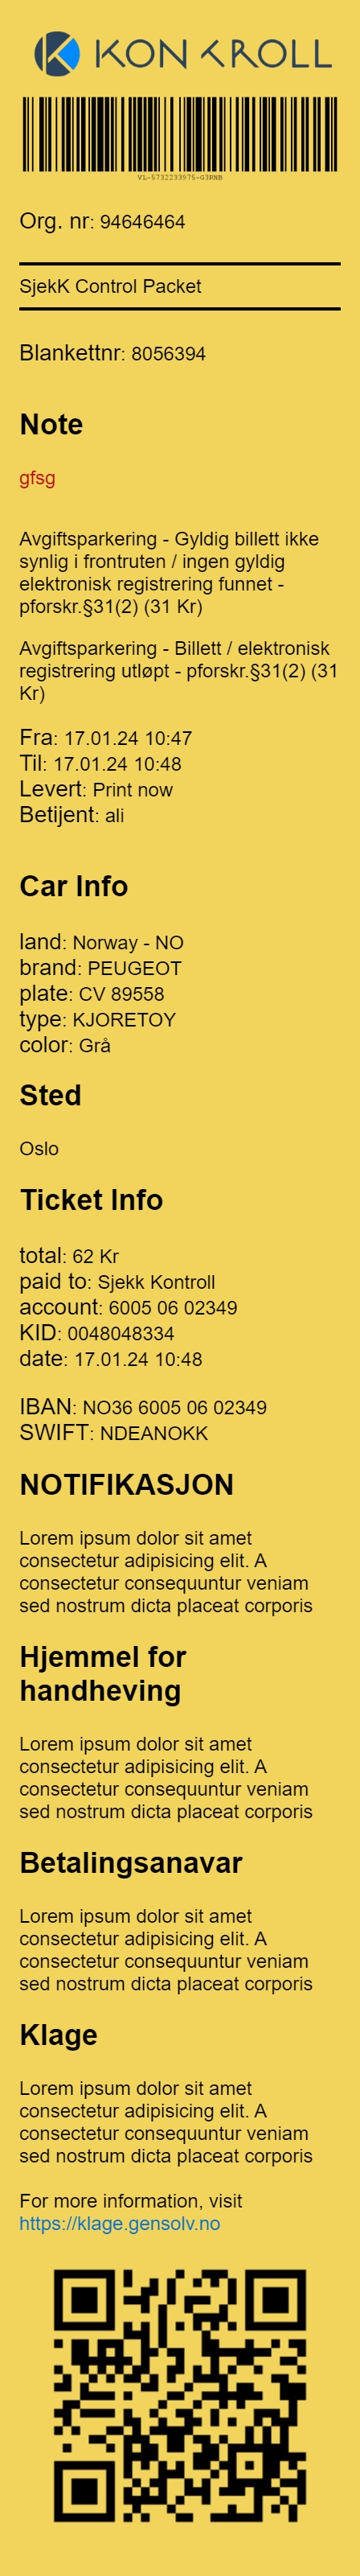 KONTROLL
VL-5732233975-G3RNB
Org. nr: 94646464
SjekK Control Packet
Blankettnr: 8056394
Note
gfsg
Avgiftsparkering - Gyldig billett ikke
synlig i frontruten / ingen gyldig
elektronisk registrering funnet -
pforskr.§31(2) (31 Kr)
Avgiftsparkering - Billett / elektronisk
registrering utløpt - pforskr.§31(2) (31
Kr)
Fra: 17.01.24 10:47
Til: 17.01.24 10:48
Levert: Print now
Betijent: ali
Car Info
land: Norway - NO
brand: PEUGEOT
plate: CV 89558
type: KJORETOY
color: Grå
Sted
Oslo
Ticket Info
total: 62 Kr
paid to: Sjekk Kontroll
account: 6005 06 02349
KID: 0048048334
date: 17.01.24 10:48
IBAN: NO36 6005 06 02349
SWIFT: NDEANOKK
NOTIFIKASJON
Lorem ipsum dolor sit amet
consectetur adipisicing elit. A
consectetur consequuntur veniam
sed nostrum dicta placeat corporis
Hjemmel for
handheving
Lorem ipsum dolor sit amet
consectetur adipisicing elit. A
consectetur consequuntur veniam
sed nostrum dicta placeat corporis
Betalingsanavar
Lorem ipsum dolor sit amet
consectetur adipisicing elit. A
consectetur consequuntur veniam
sed nostrum dicta placeat corporis
Klage
Lorem ipsum dolor sit amet
consectetur adipisicing elit. A
consectetur consequuntur veniam
sed nostrum dicta placeat corporis
For more information, visit
https://klage.gensolv.no